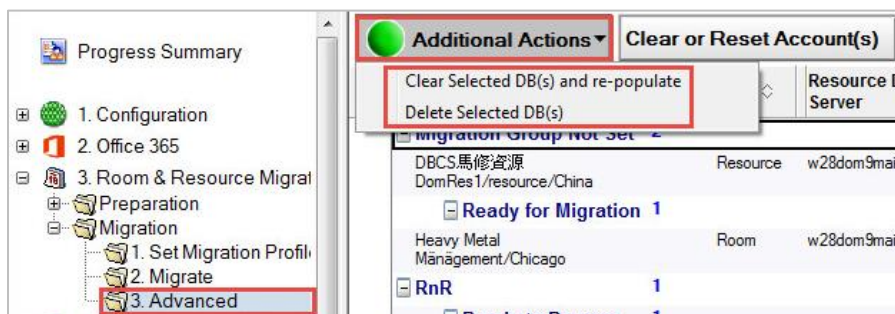 Progress Summary
1. Configuration
2. Office 365
3. Room & Resource Migrat
Preparation
Migration
1. Set Migration Profil
2. Migrate
3. Advanced
Additional Actions
Clear or Reset Account(s)
Clear Selected DB(s) and re-populate
Delete Selected DB(s)
Resource
Server
Migration Group Not Set 2
DBCS馬修資源
DomRes1/resource/China
Resource
w28dom9mai
Ready for Migration 1
Heavy Metal
Mänägement/Chicago
Room
w28dom9mai
RnR 1
1